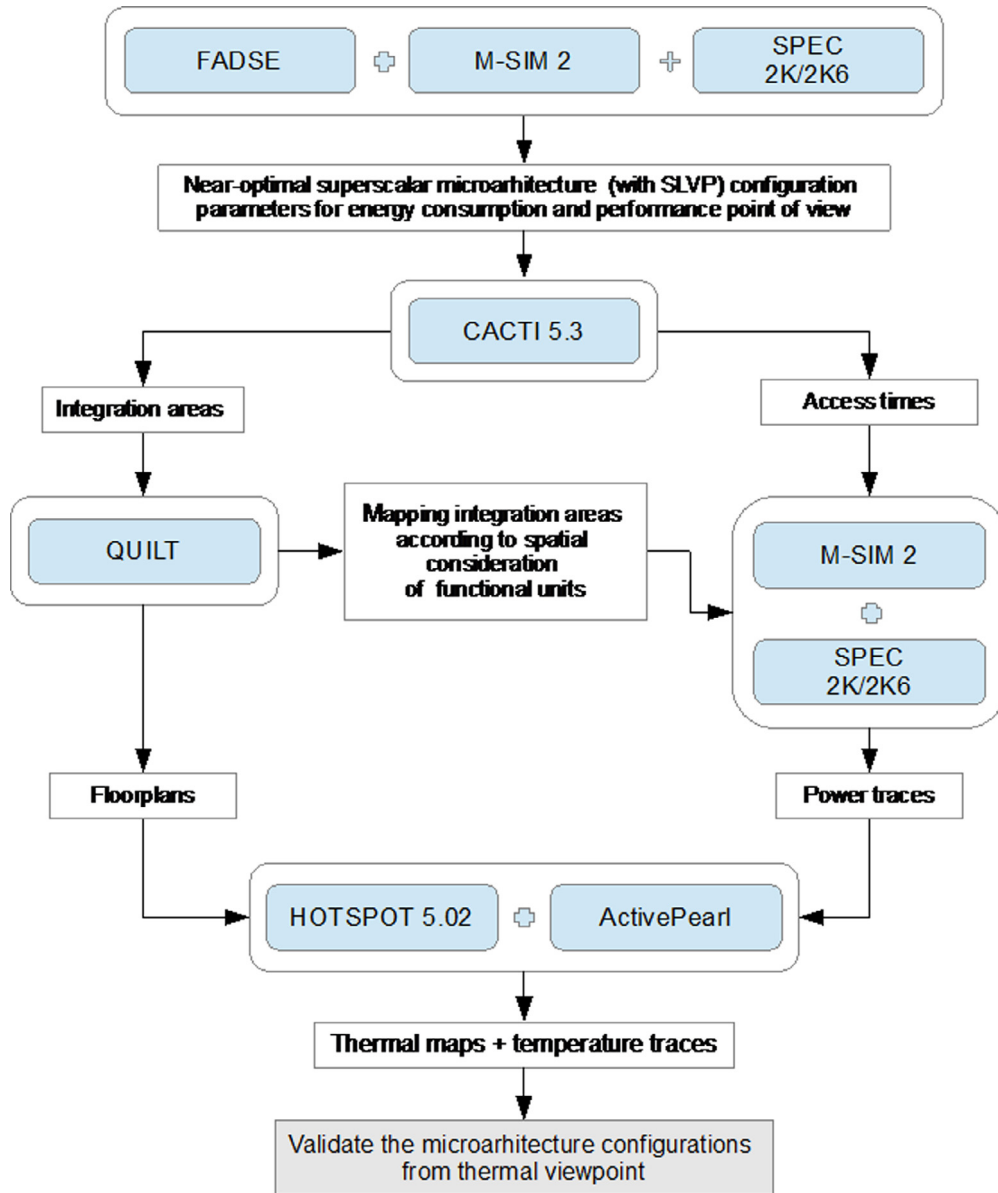 FADSE
M-SIM 2
SPEC
2K/2K6
Near-optimal superscalar microarhitecture (with SLVP) configuration
parameters for energy consumption and performance point of view
CACTI 5.3
Integration areas
Access times
QUILT
Mapping integration areas
according to spatial
consideration
of functional units
M-SIM 2
SPEC
2K/2K6
Floorplans
Power traces
HOTSPOT 5.02
ActivePearl
Thermal maps + temperature traces
Validate the microarhitecture configurations
from thermal viewpoint